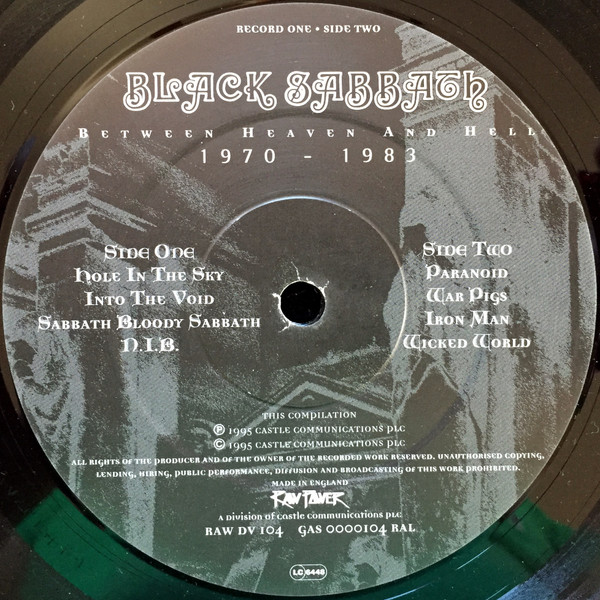 RECORD ONE • SIDE TWO
BLACK SABBATH
BETWEEN HEAVEN AND HELL
1970 - 1983
SIDE ONE
HOLE IN THE SKY
INTO THE VOID
SABBATH BLOODY SABBATH
N.I.B.
SIDE TWO
PARANOID
WAR PIGS
IRON MAN
WICKED WORLD
THIS COMPILATION
℗ 1995 CASTLE COMMUNICATIONS PLC
© 1995 CASTLE COMMUNICATIONS PLC
ALL RIGHTS OF THE PRODUCER AND OF THE OWNER OF THE RECORDED WORK RESERVED. UNAUTHORISED COPYING,
LENDING, HIRING, PUBLIC PERFORMANCE, DIFFUSION AND BROADCASTING OF THIS WORK PROHIBITED.
MADE IN ENGLAND
RAW POWER
A DIVISION OF CASTLE COMMUNICATIONS PLC
RAW DV 104 GAS 0000104 RAL
LC 6448